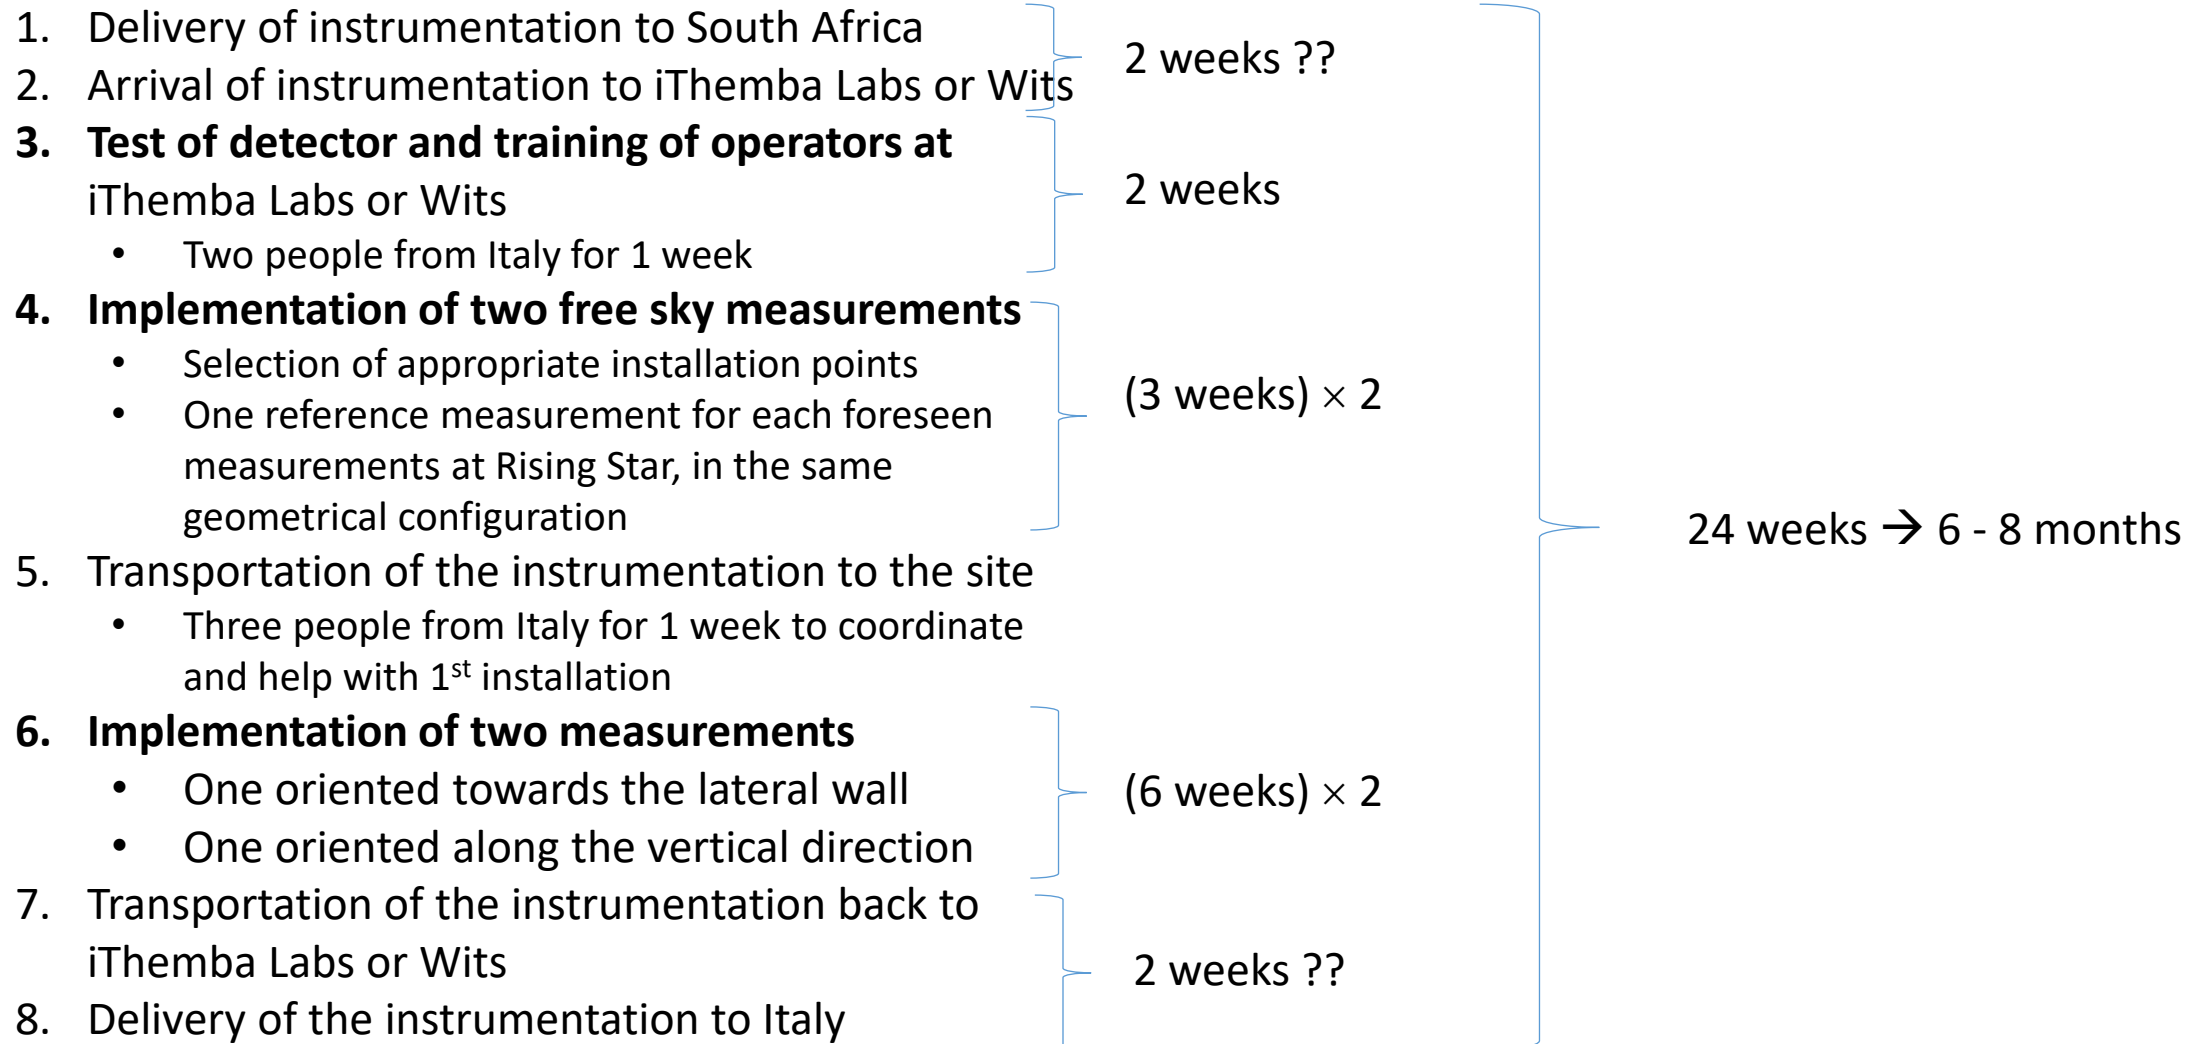 1. Delivery of instrumentation to South Africa
2. Arrival of instrumentation to iThemba Labs or Wits
2 weeks ??
3. Test of detector and training of operators at
iThemba Labs or Wits
• Two people from Italy for 1 week
2 weeks
4. Implementation of two free sky measurements
• Selection of appropriate installation points
• One reference measurement for each foreseen
measurements at Rising Star, in the same
geometrical configuration
(3 weeks) × 2
5. Transportation of the instrumentation to the site
• Three people from Italy for 1 week to coordinate
and help with 1st installation
6. Implementation of two measurements
• One oriented towards the lateral wall
• One oriented along the vertical direction
(6 weeks) × 2
7. Transportation of the instrumentation back to
iThemba Labs or Wits
8. Delivery of the instrumentation to Italy
2 weeks ??
24 weeks → 6 - 8 months